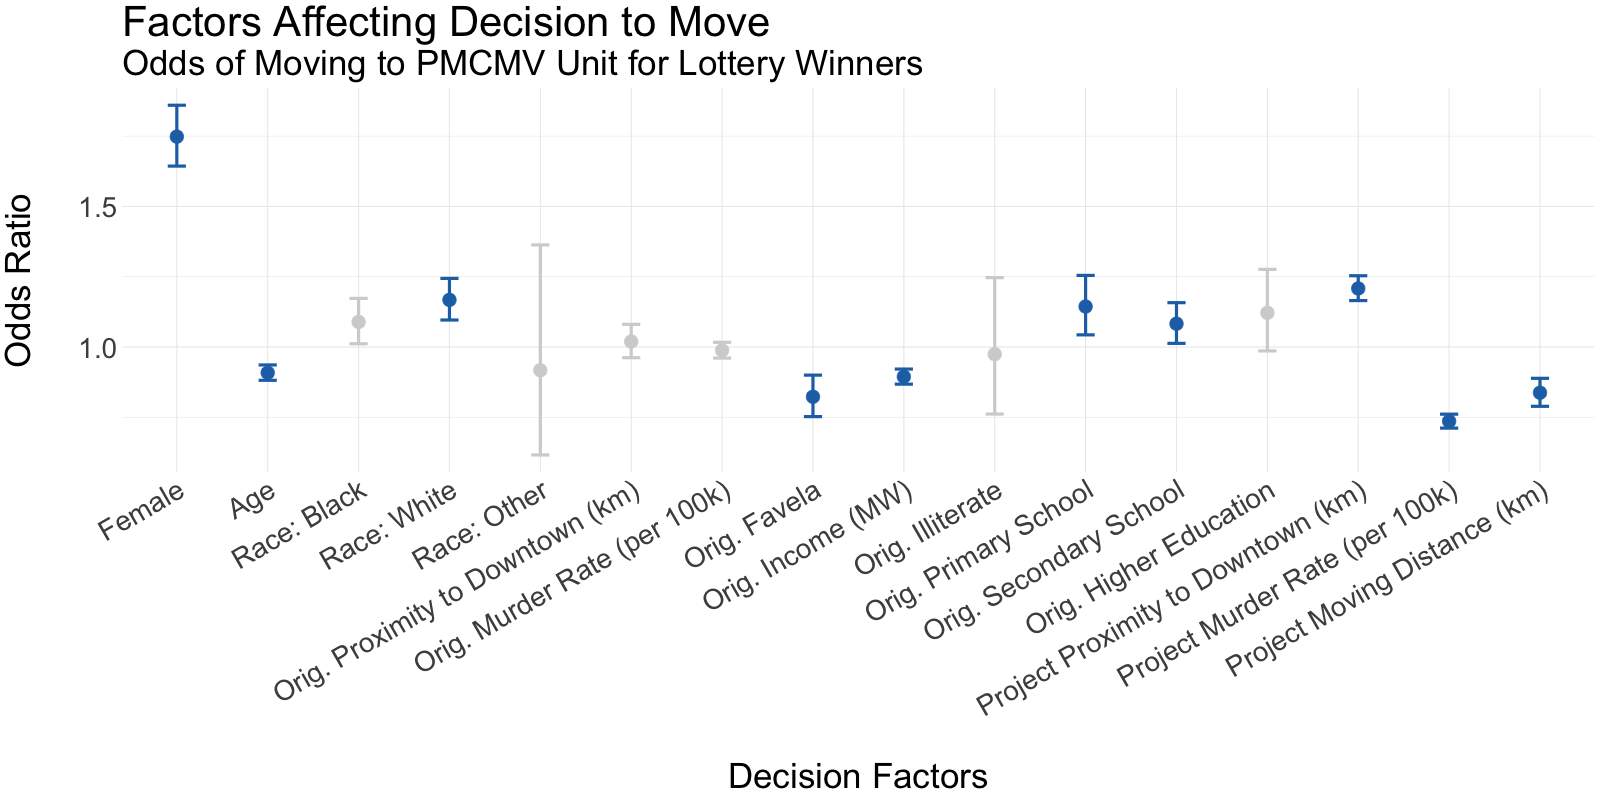 Factors Affecting Decision to Move
Odds of Moving to PMCMV Unit for Lottery Winners
Odds Ratio
1.5
1.0
Female
Age
Race: Black
Race: White
Race: Other
Orig. Proximity to Downtown (km)
Orig. Murder Rate (per 100k)
Orig. Favela
Orig. Income (MW)
Orig. Illiterate
Orig. Primary School
Orig. Secondary School
Orig. Higher Education
Project Proximity to Downtown (km)
Project Murder Rate (per 100k)
Project Moving Distance (km)
Decision Factors